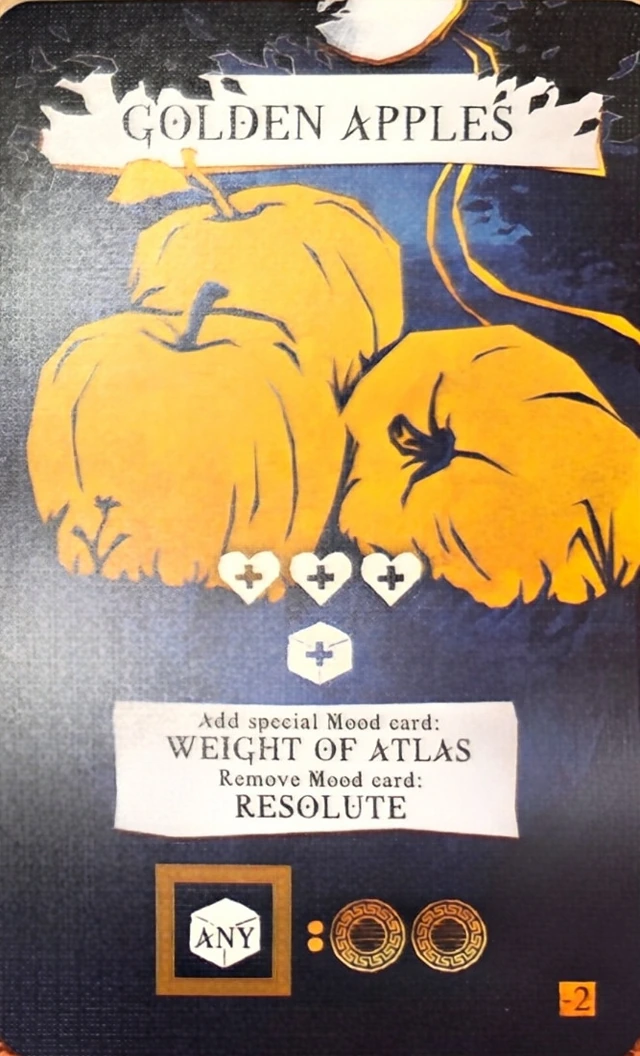 GOLDEN APPLES
Add special Mood card:
WEIGHT OF ATLAS
Remove Mood card:
RESOLUTE
ANY :
-2